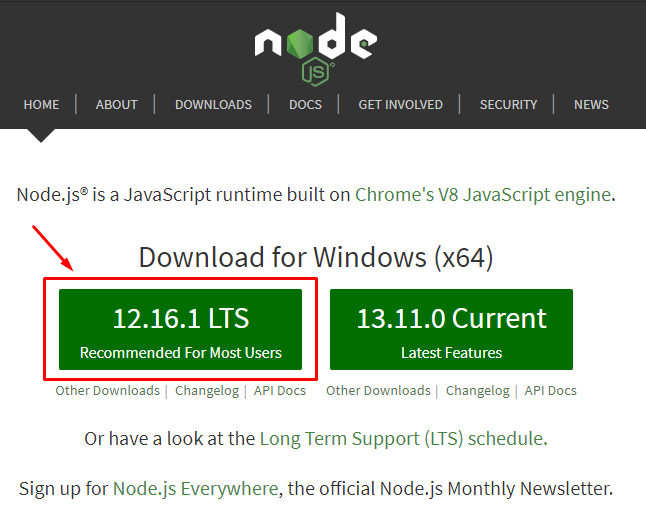 node
JS
HOME | ABOUT | DOWNLOADS | DOCS | GET INVOLVED | SECURITY | NEWS
Node.js® is a JavaScript runtime built on Chrome's V8 JavaScript engine.
Download for Windows (x64)
12.16.1 LTS
Recommended For Most Users
13.11.0 Current
Latest Features
Other Downloads | Changelog | API Docs
Other Downloads | Changelog | API Docs
Or have a look at the Long Term Support (LTS) schedule.
Sign up for Node.js Everywhere, the official Node.js Monthly Newsletter.